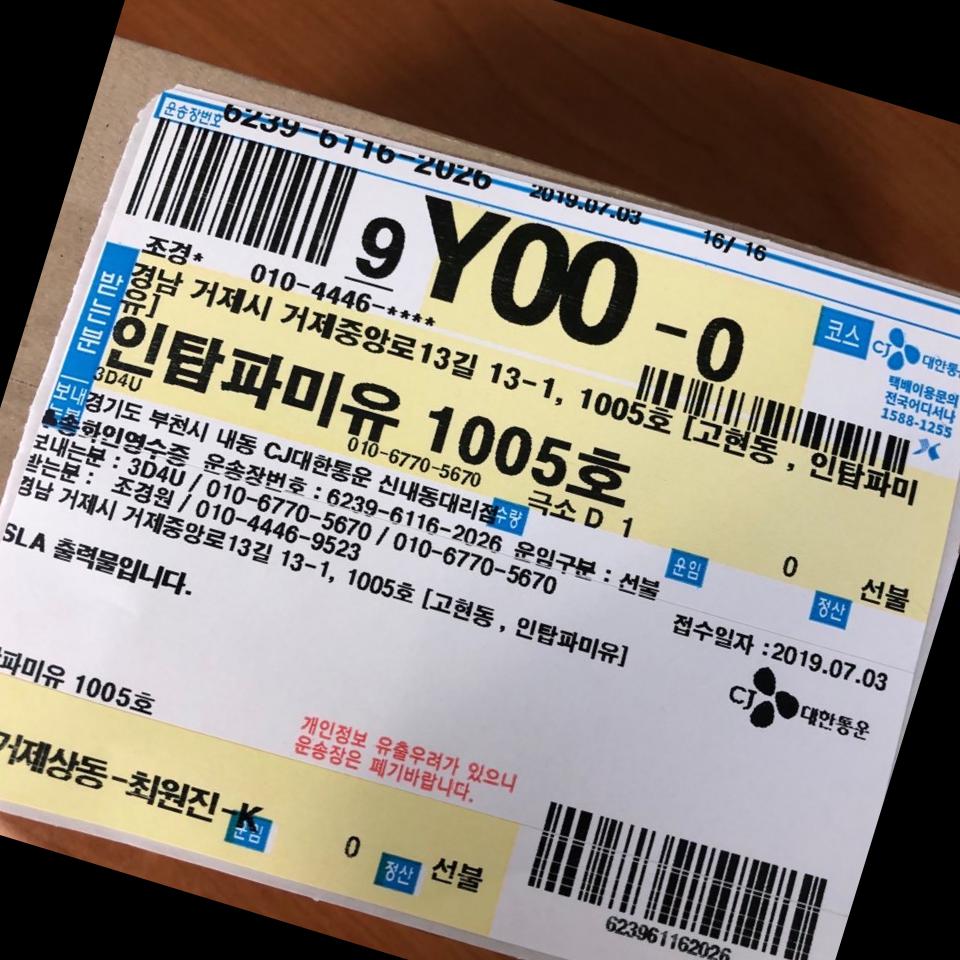 운송장번호 6239-6116-2026 2019.07.03 16/ 16
9 Y00 -0
조경* 010-4446-****
코스
CJ 대한통운
택배이용문의
전국어디서나
1588-1255
받는분
경남 거제시 거제중앙로13길 13-1, 1005호 [고현동 , 인탑파미
유]
인탑파미유 1005호
보내는분
3D4U 010-6770-5670
경기도 부천시 내동 CJ대한통운 신내동대리점
수량 극소 D 1
운임 0
정산 선불
화인영수증 운송장번호 : 6239-6116-2026 운임구분 : 선불
보내는분 : 3D4U / 010-6770-5670 / 010-6770-5670
받는분 : 조경원 / 010-4446-9523
경남 거제시 거제중앙로13길 13-1, 1005호 [고현동 , 인탑파미유]
접수일자 :2019.07.03
SLA 출력물입니다.
CJ 대한통운
파미유 1005호
개인정보 유출우려가 있으니
운송장은 폐기바랍니다.
거제상동-최원진-K
운임 0
정산 선불
623961162026